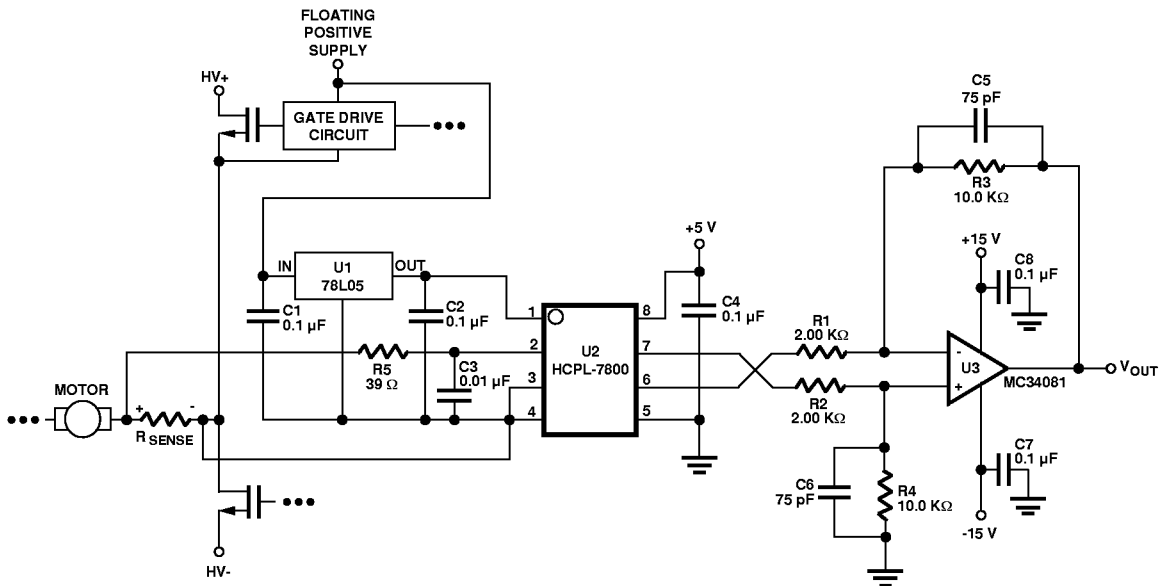 FLOATING
POSITIVE
SUPPLY
HV+
GATE DRIVE
CIRCUIT
•••
C5
75 pF
R3
10.0 KΩ
+5 V
+15 V
IN
U1
78L05
OUT
C8
0.1 µF
C1
0.1 µF
C2
0.1 µF
1
8
C4
0.1 µF
R1
2.00 KΩ
2
U2
HCPL-7800
7
-
U3
MC34081
VOUT
R5
39 Ω
C3
0.01 µF
3
6
+
R2
2.00 KΩ
MOTOR
•••
+
-
RSENSE
4
5
C7
0.1 µF
C6
75 pF
R4
10.0 KΩ
•••
-15 V
HV-